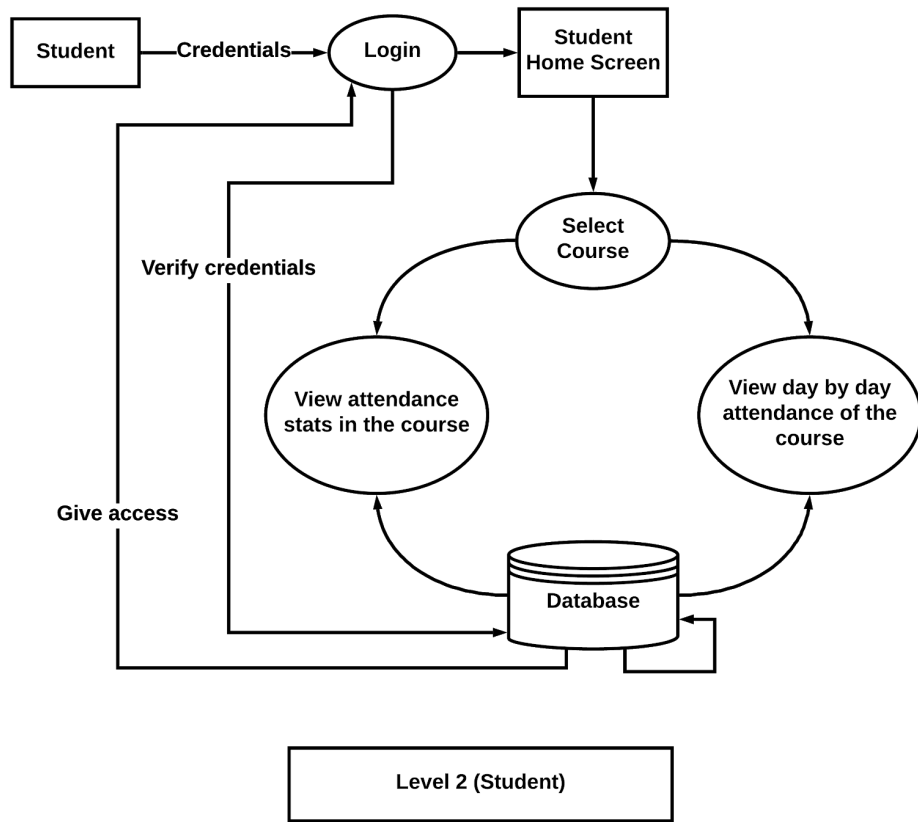 Student
Credentials
Login
Student
Home Screen
Select
Course
Verify credentials
View attendance
stats in the course
View day by day
attendance of the
course
Give access
Database
Level 2 (Student)